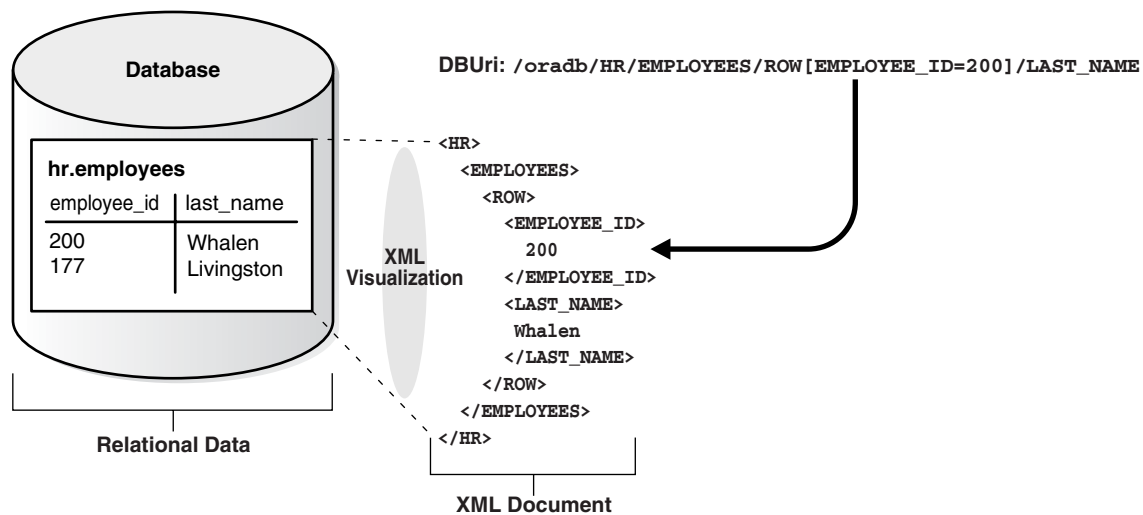 Database
DBUri: /oradb/HR/EMPLOYEES/ROW[EMPLOYEE_ID=200]/LAST_NAME
hr.employees
employee_id last_name
200 Whalen
177 Livingston
XML
Visualization
<HR>
<EMPLOYEES>
<ROW>
<EMPLOYEE_ID>
200
</EMPLOYEE_ID>
<LAST_NAME>
Whalen
</LAST_NAME>
</ROW>
</EMPLOYEES>
</HR>
Relational Data
XML Document